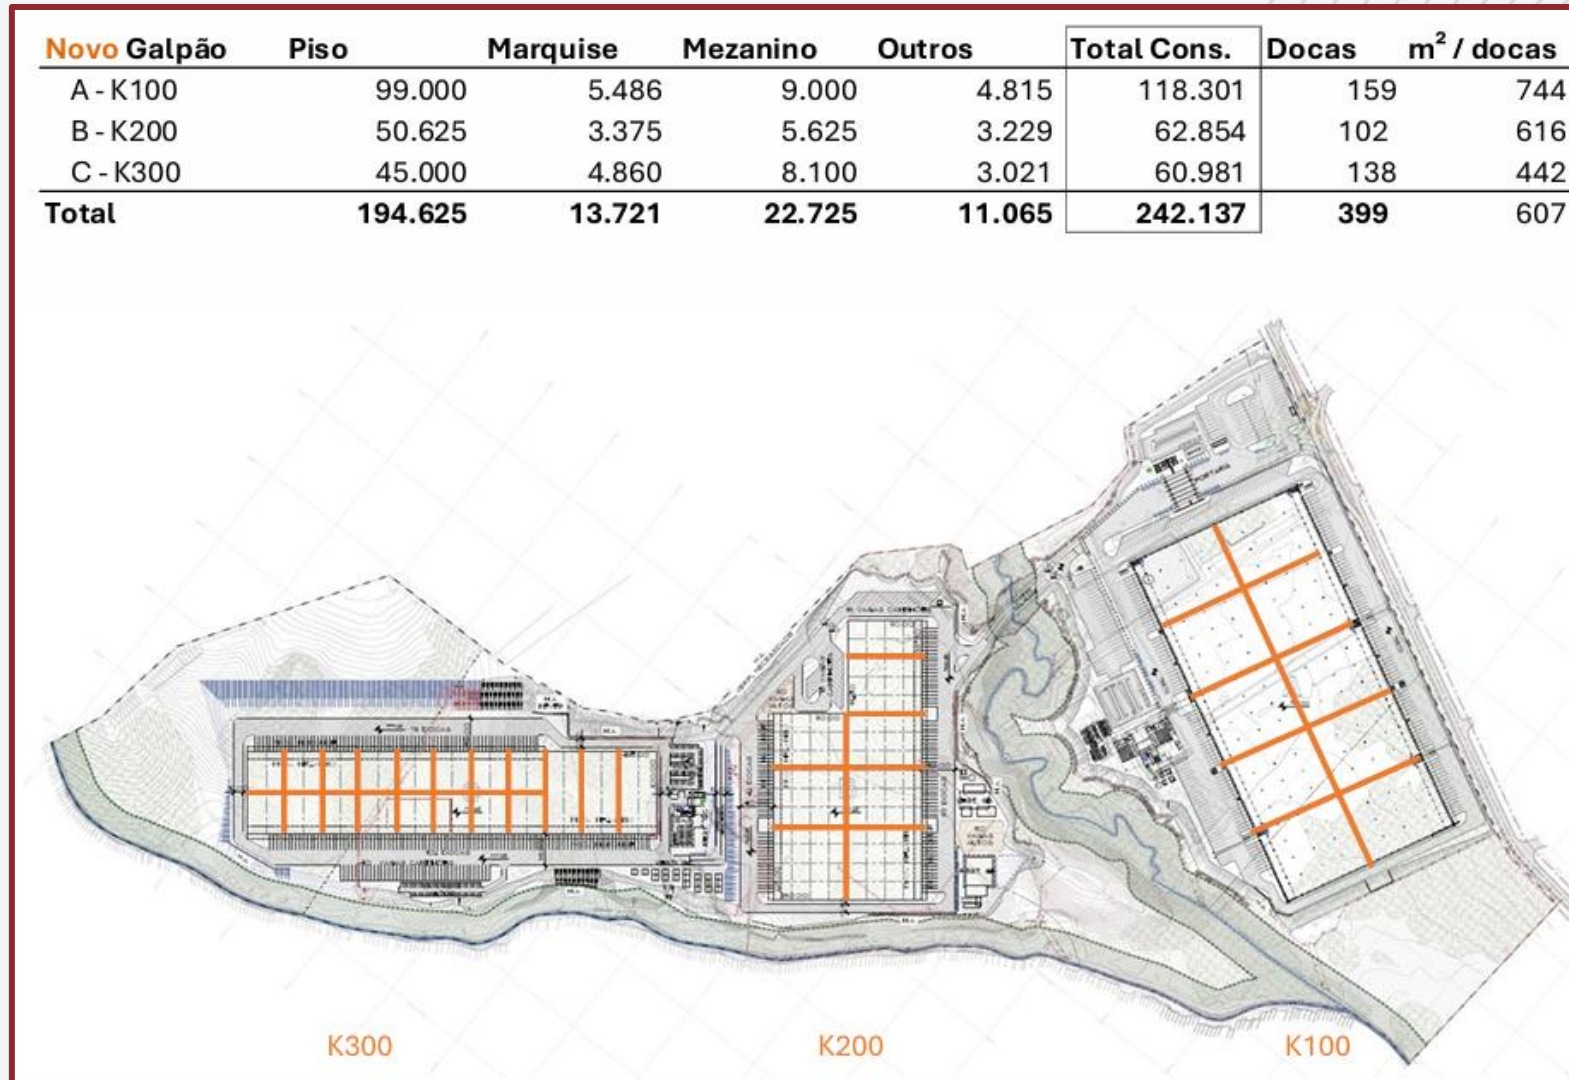 Novo Galpão Piso Marquise Mezanino Outros Total Cons. Docas m² / docas
A - K100 99.000 5.486 9.000 4.815 118.301 159 744
B - K200 50.625 3.375 5.625 3.229 62.854 102 616
C - K300 45.000 4.860 8.100 3.021 60.981 138 442
Total 194.625 13.721 22.725 11.065 242.137 399 607
PORTARIA
K300 K200 K100